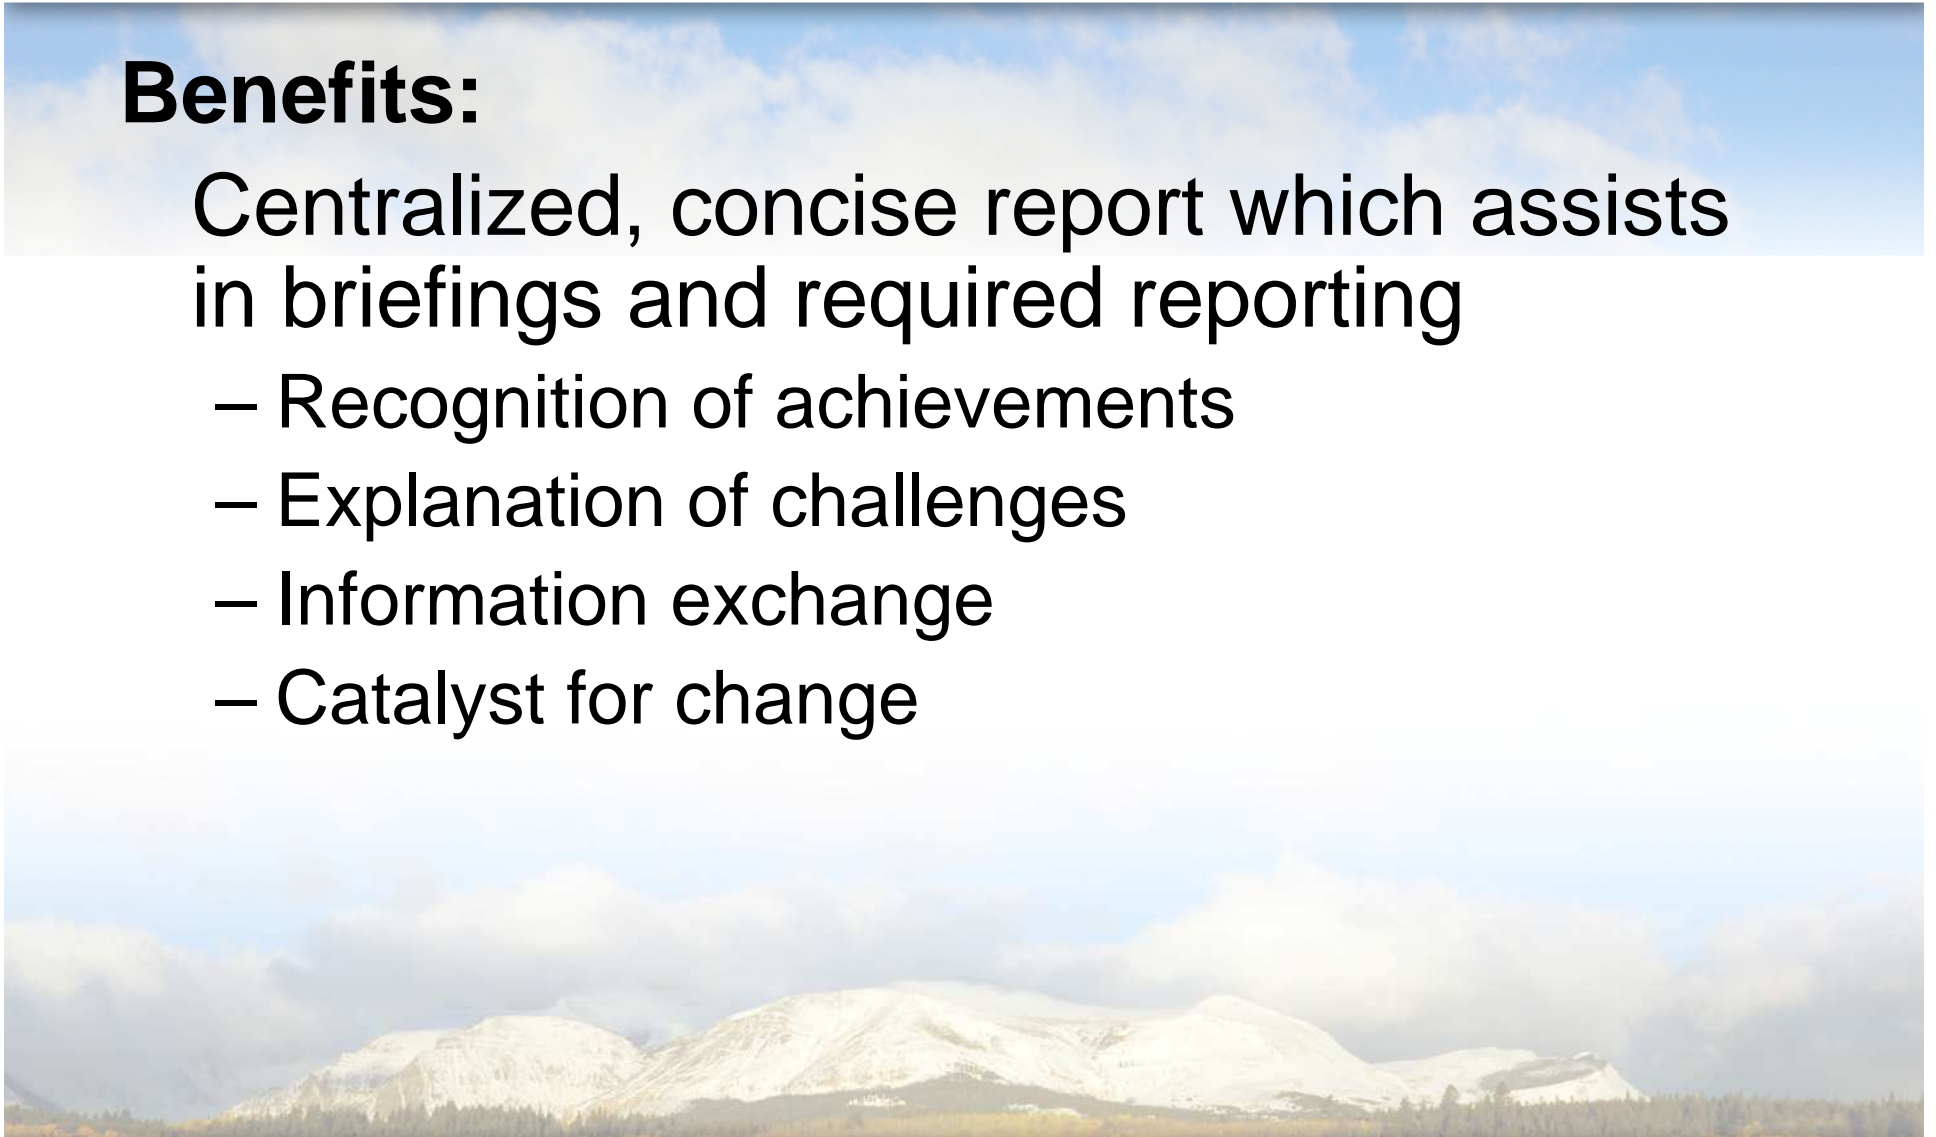 Benefits:
Centralized, concise report which assists
in briefings and required reporting
– Recognition of achievements
– Explanation of challenges
– Information exchange
– Catalyst for change